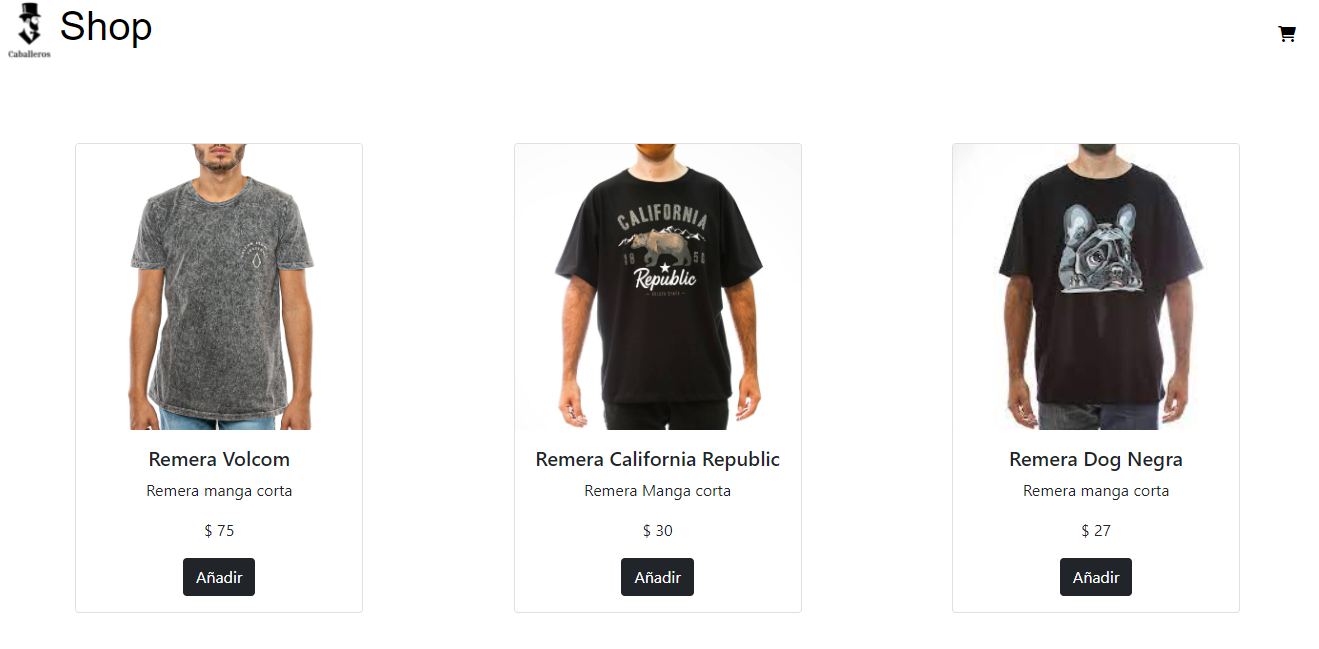 Shop
Caballeros
CALIFORNIA
18 50
Republic
Remera Volcom
Remera manga corta
$ 75
Añadir
Remera California Republic
Remera Manga corta
$ 30
Añadir
Remera Dog Negra
Remera manga corta
$ 27
Añadir